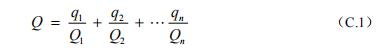 Q = q₁/Q₁ + q₂/Q₂ + ⋯ qₙ/Qₙ (C.1)